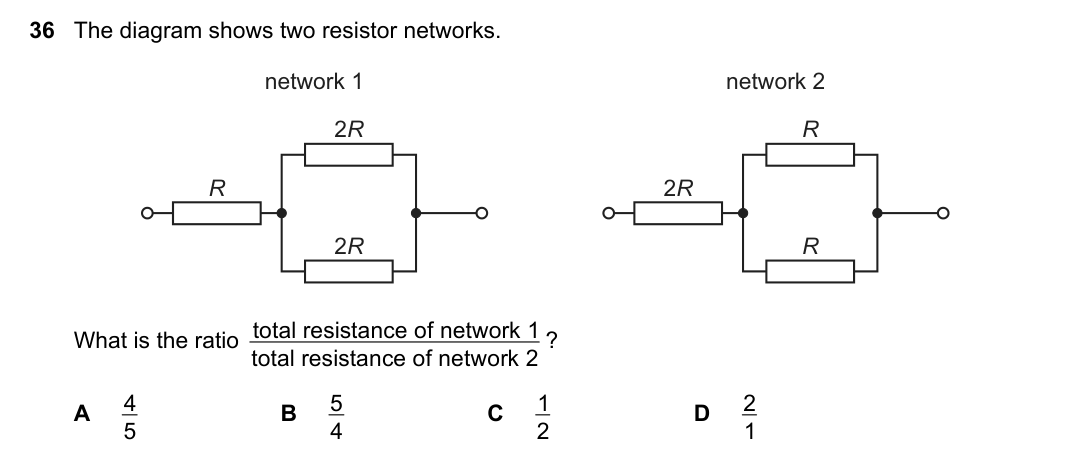 36 The diagram shows two resistor networks.
network 1 network 2
2R R
R 2R
2R R
What is the ratio total resistance of network 1 / total resistance of network 2 ?
A 4/5 B 5/4 C 1/2 D 2/1